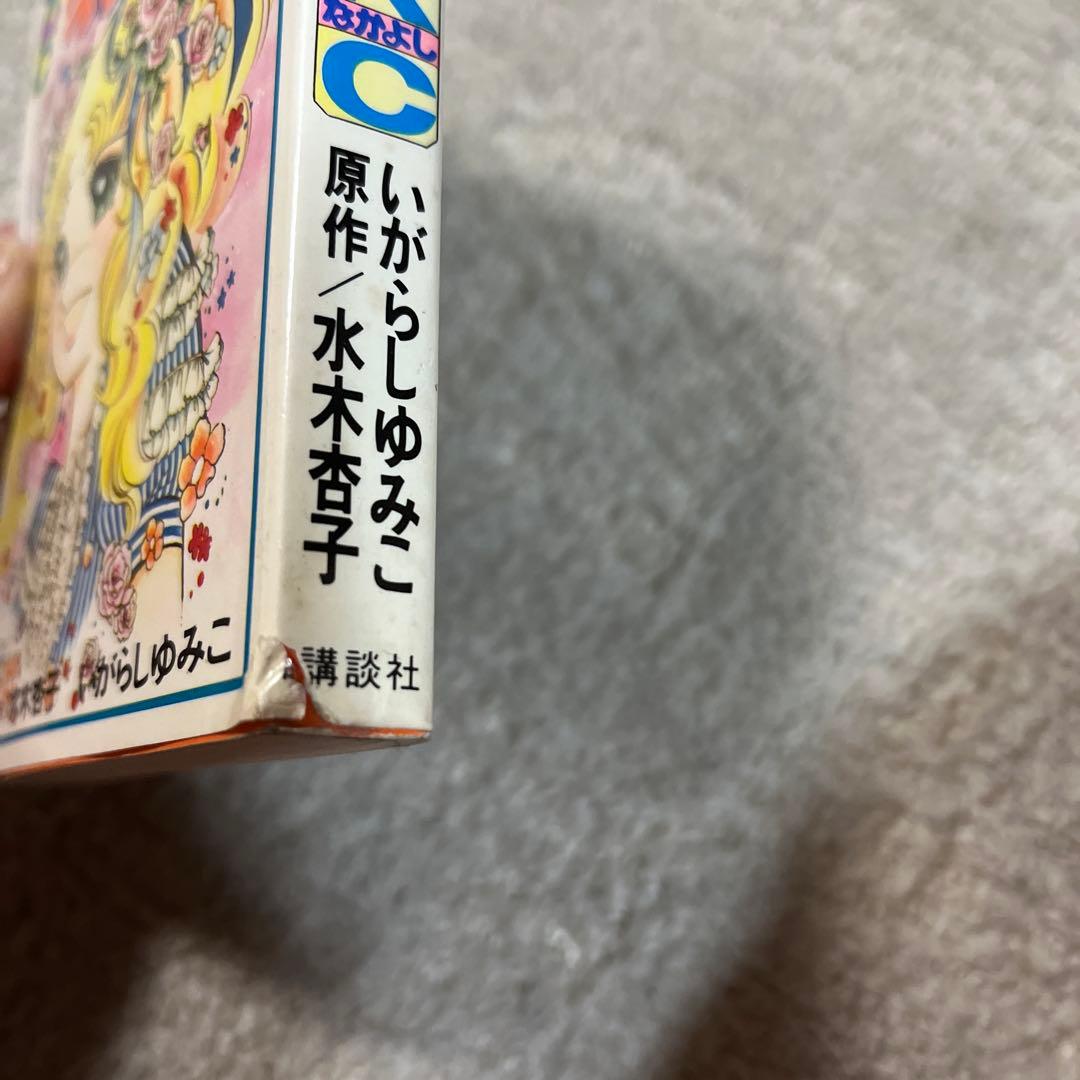 なかよし
C
いがらしゆみこ
原作/水木杏子
講談社
水木杏子 いがらしゆみこ